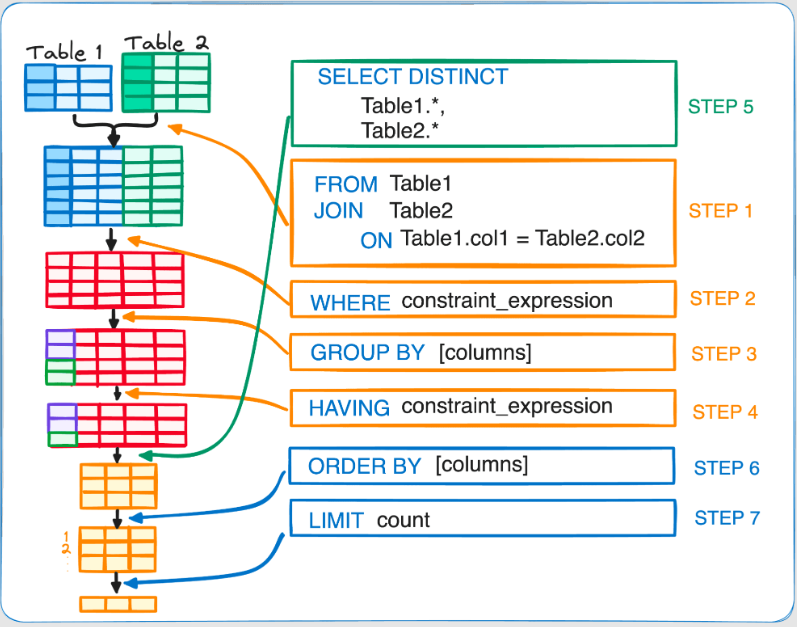 Table 1
Table 2
SELECT DISTINCT
Table1.*,
Table2.*
STEP 5
FROM Table1
JOIN Table2
ON Table1.col1 = Table2.col2
STEP 1
WHERE constraint_expression
STEP 2
GROUP BY [columns]
STEP 3
HAVING constraint_expression
STEP 4
ORDER BY [columns]
STEP 6
LIMIT count
STEP 7
1
2